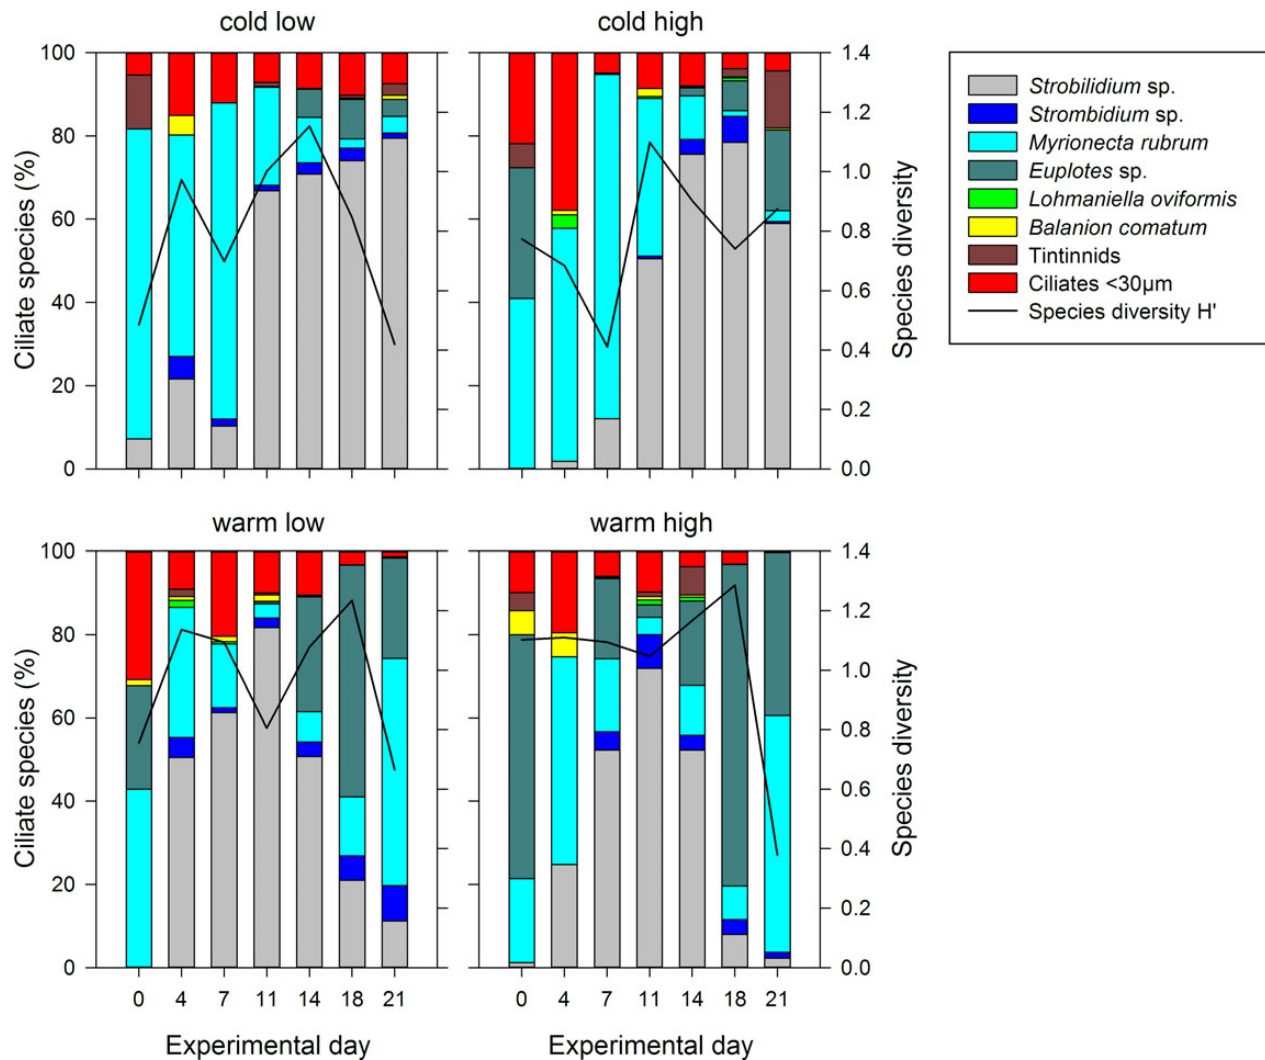 cold low
cold high
100
80
60
40
20
0
Ciliate species (%)
1.4
1.2
1.0
0.8
0.6
0.4
0.2
0.0
Species diversity
Strobilidium sp.
Strombidium sp.
Myrionecta rubrum
Euplotes sp.
Lohmaniella oviformis
Balanion comatum
Tintinnids
Ciliates <30µm
Species diversity H'
warm low
warm high
100
80
60
40
20
0
Ciliate species (%)
1.4
1.2
1.0
0.8
0.6
0.4
0.2
0.0
Species diversity
0 4 7 11 14 18 21
0 4 7 11 14 18 21
Experimental day
Experimental day